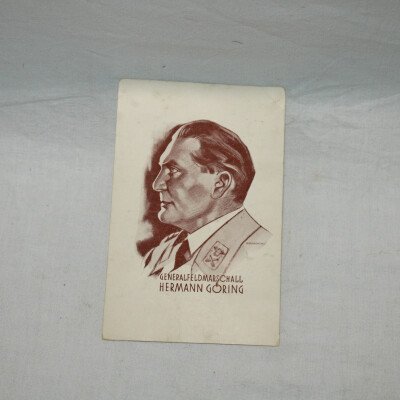 GENERALFELDMARSCHALL
HERMANN GÖRING